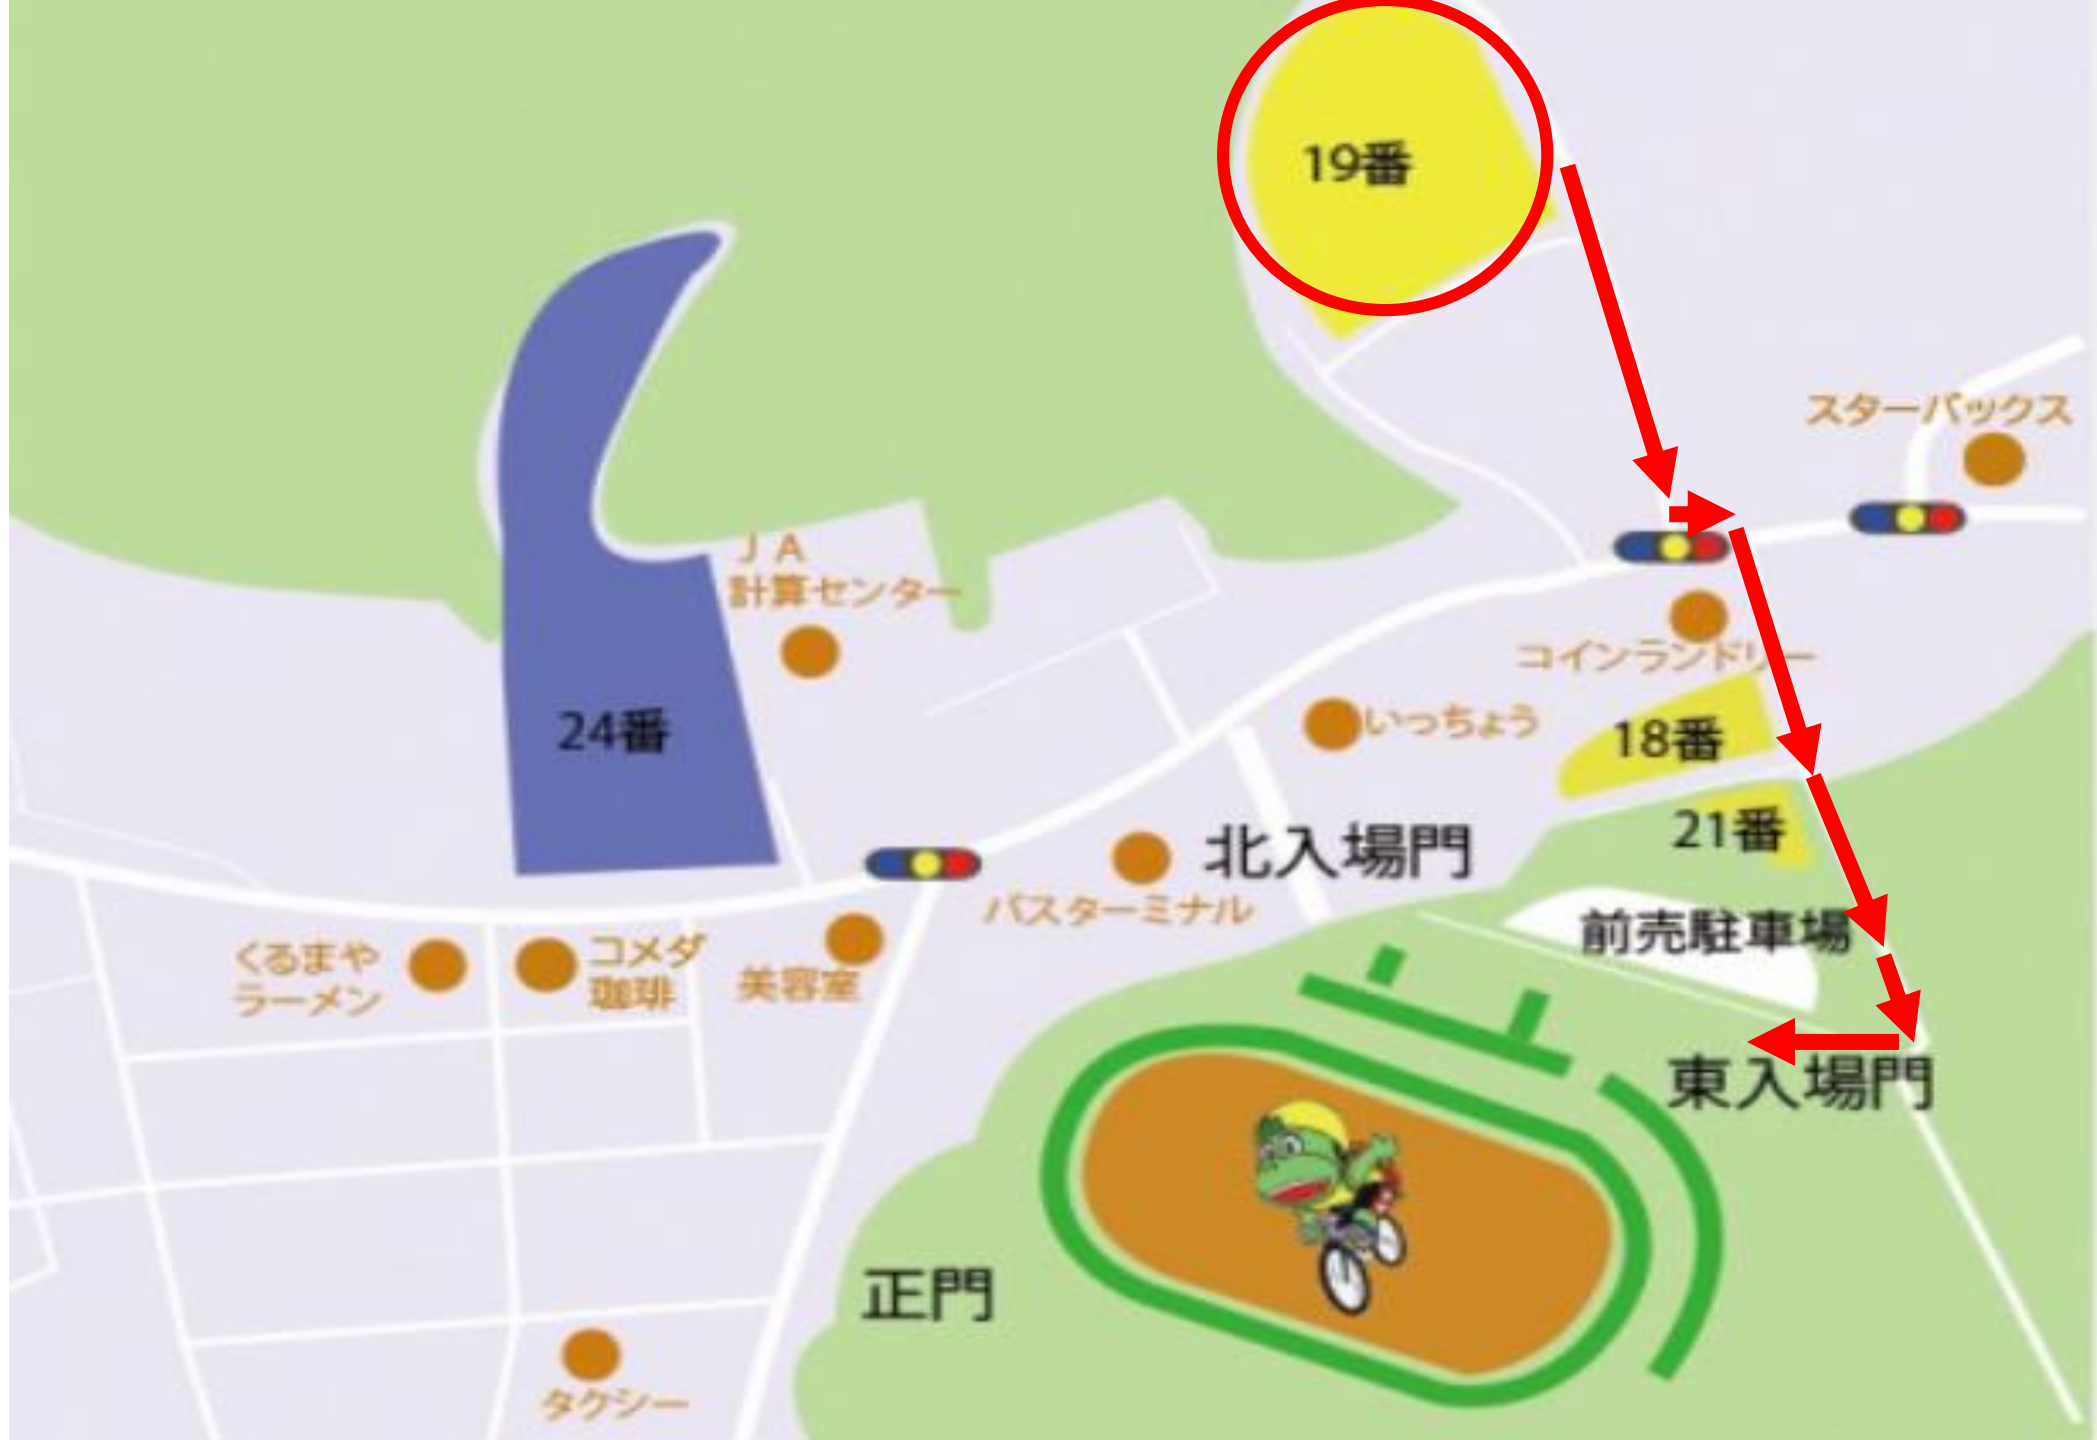 19番
スターバックス
JA
計算センター
コインランドリー
いっちょう
18番
24番
21番
北入場門
バスターミナル
前売駐車場
くるまや
ラーメン
コメダ
珈琲
美容室
東入場門
正門
タクシー